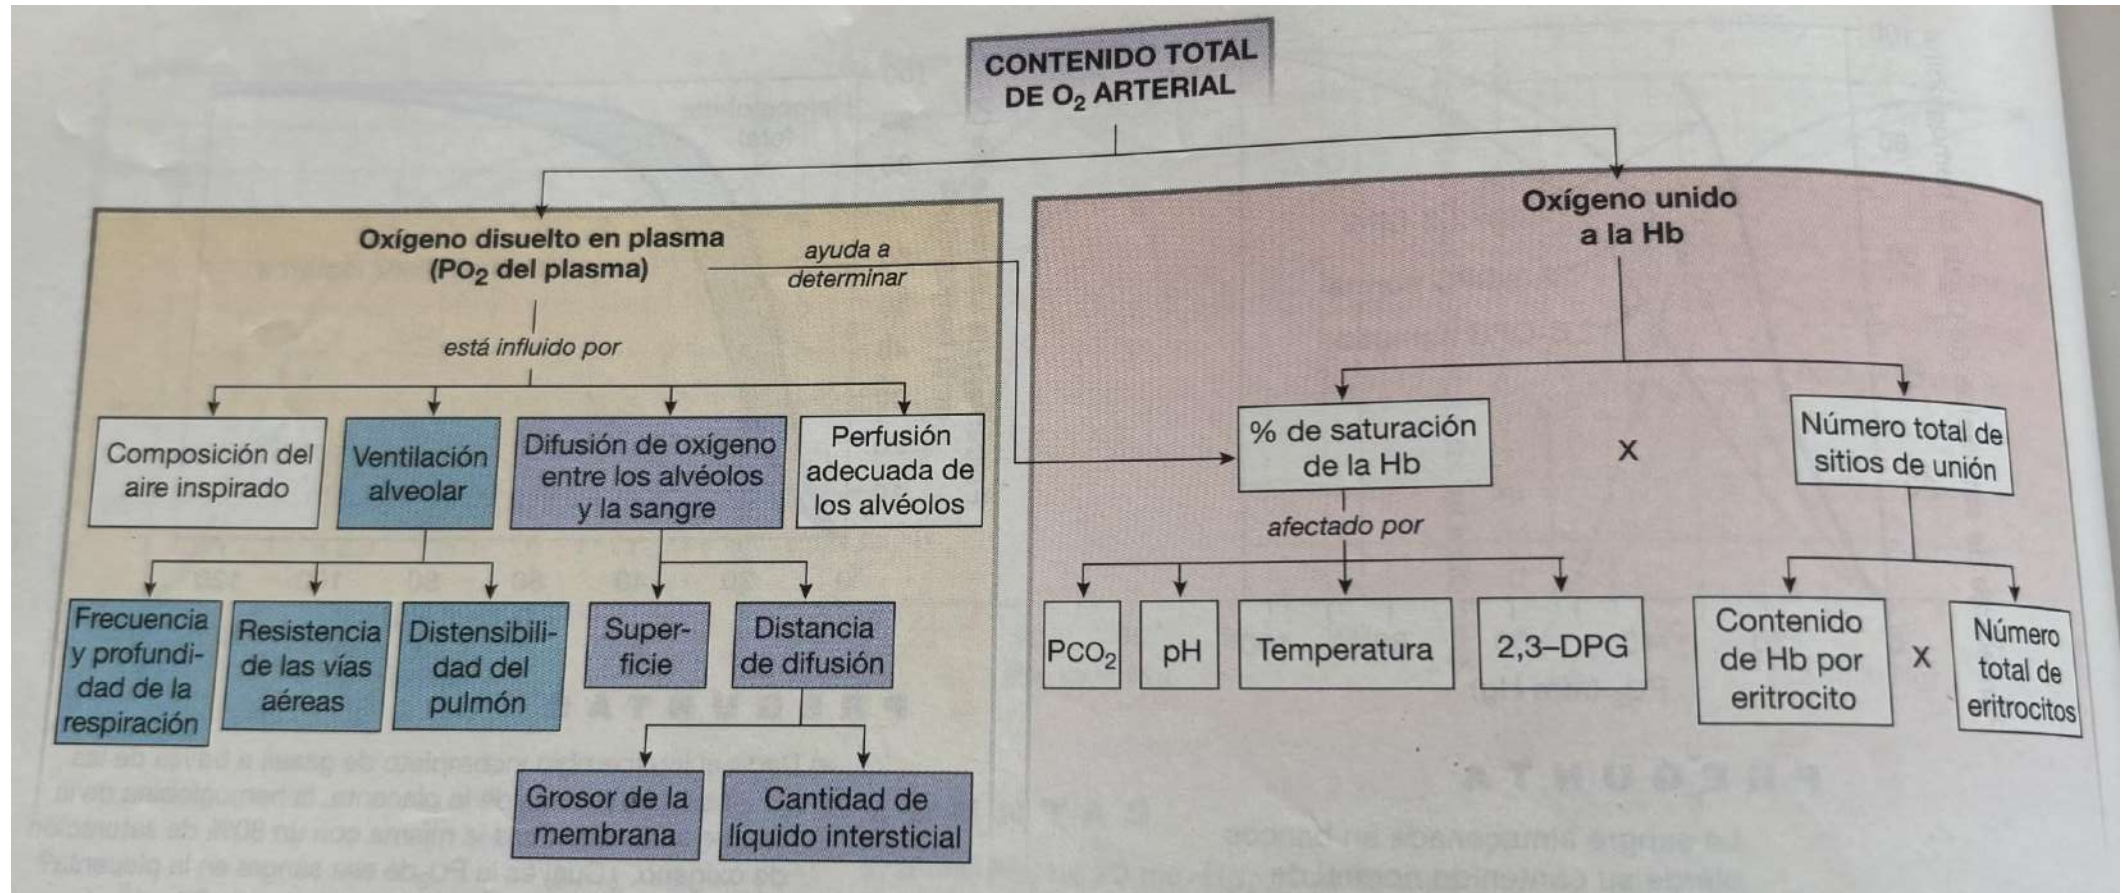 CONTENIDO TOTAL
DE O₂ ARTERIAL
Oxígeno disuelto en plasma
(PO₂ del plasma)
ayuda a
determinar
está influido por
Composición del
aire inspirado
Ventilación
alveolar
Difusión de oxígeno
entre los alvéolos
y la sangre
Perfusión
adecuada de
los alvéolos
Frecuencia
y profundi-
dad de la
respiración
Resistencia
de las vías
aéreas
Distensibili-
dad del
pulmón
Super-
ficie
Distancia
de difusión
Grosor de la
membrana
Cantidad de
líquido intersticial
Oxígeno unido
a la Hb
% de saturación
de la Hb
X
Número total de
sitios de unión
afectado por
PCO₂
pH
Temperatura
2,3–DPG
Contenido
de Hb por
eritrocito
X
Número
total de
eritrocitos